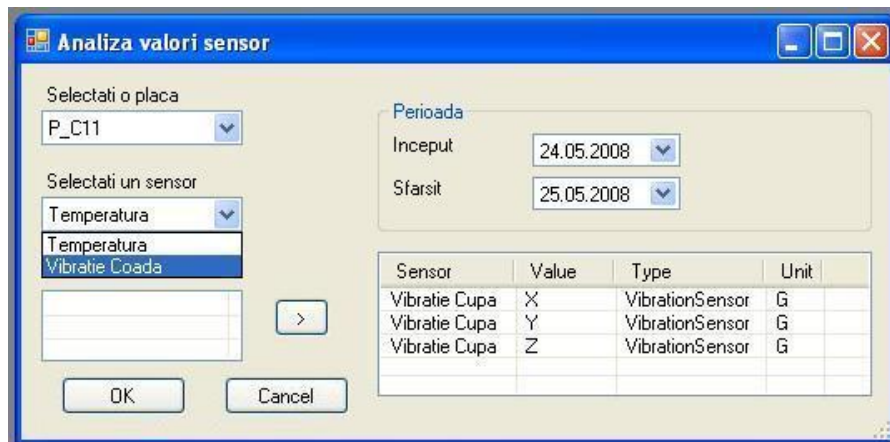 Analiza valori sensor
Selectati o placa
P_C11
Selectati un sensor
Temperatura
Temperatura
Vibratie Coada
>
OK
Cancel
Perioada
Inceput
24.05.2008
Sfarsit
25.05.2008
Sensor Value Type Unit
Vibratie Cupa X VibrationSensor G
Vibratie Cupa Y VibrationSensor G
Vibratie Cupa Z VibrationSensor G